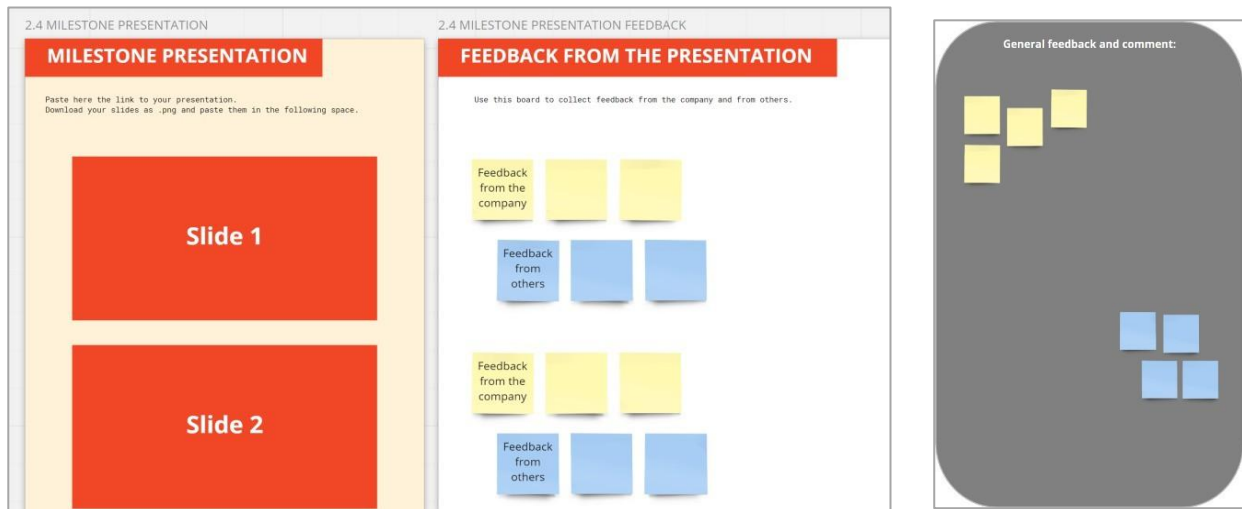 2.4 MILESTONE PRESENTATION
MILESTONE PRESENTATION
Paste here the link to your presentation.
Download your slides as .png and paste them in the following space.
Slide 1
Slide 2
2.4 MILESTONE PRESENTATION FEEDBACK
FEEDBACK FROM THE PRESENTATION
Use this board to collect feedback from the company and from others.
Feedback
from the
company
Feedback
from
others
Feedback
from the
company
Feedback
from
others
General feedback and comment: